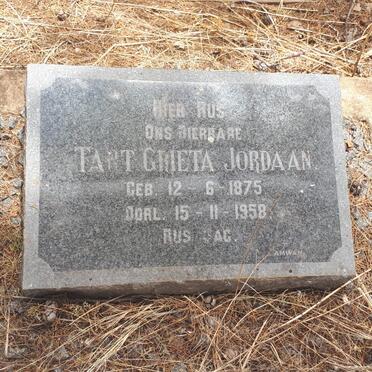 HIER RUS
ONS DIERBARE
TANT GRIETA JORDAAN.
GEB. 12-6-1875
OORL. 15-11-1958.
RUS SAG.